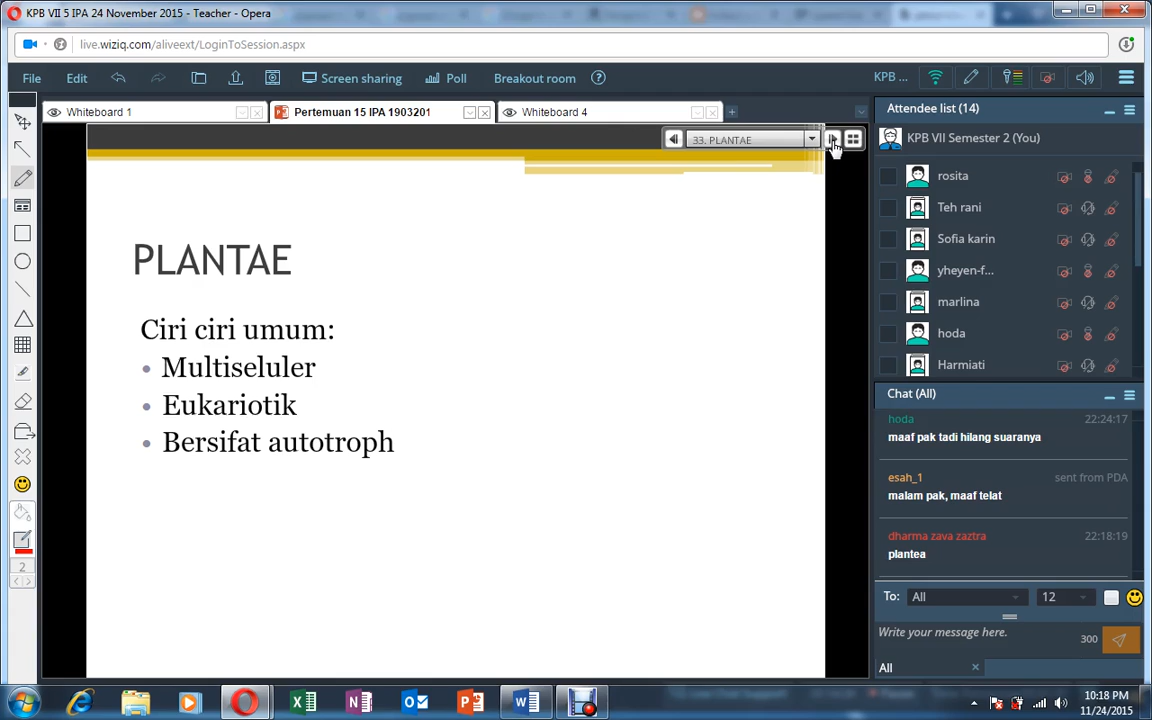 KPB VII 5 IPA 24 November 2015 - Teacher - Opera
live.wiziq.com/aliveext/LoginToSession.aspx
File Edit Screen sharing Poll Breakout room KPB ...
Whiteboard 1
Pertemuan 15 IPA 1903201
Whiteboard 4
Attendee list (14)
33. PLANTAE
KPB VII Semester 2 (You)
rosita
Teh rani
Sofia karin
yheyen-f...
marlina
hoda
Harmiati
PLANTAE
Ciri ciri umum:
• Multiseluler
• Eukariotik
• Bersifat autotroph
Chat (All)
hoda 22:24:17
maaf pak tadi hilang suaranya
esah_1 sent from PDA
malam pak, maaf telat
dharma zava zaztra 22:18:19
plantea
To: All 12
Write your message here.
300
All
2
10:18 PM
11/24/2015